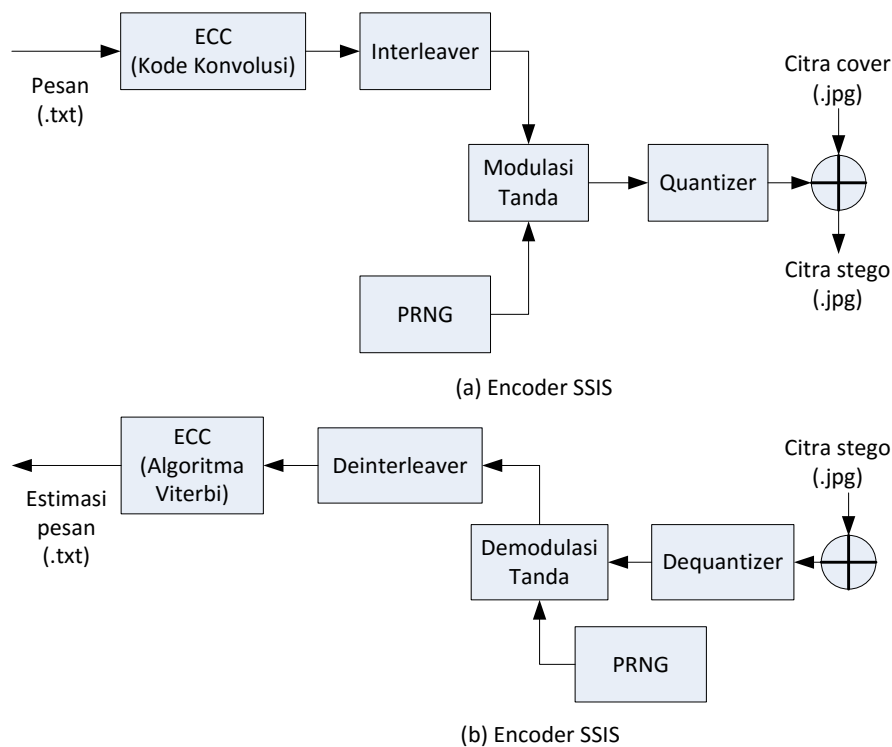 Pesan
(.txt)
ECC
(Kode Konvolusi)
Interleaver
Modulasi
Tanda
PRNG
Quantizer
Citra cover
(.jpg)
Citra stego
(.jpg)
(a) Encoder SSIS
Estimasi
pesan
(.txt)
ECC
(Algoritma
Viterbi)
Deinterleaver
Demodulasi
Tanda
Dequantizer
Citra stego
(.jpg)
PRNG
(b) Encoder SSIS